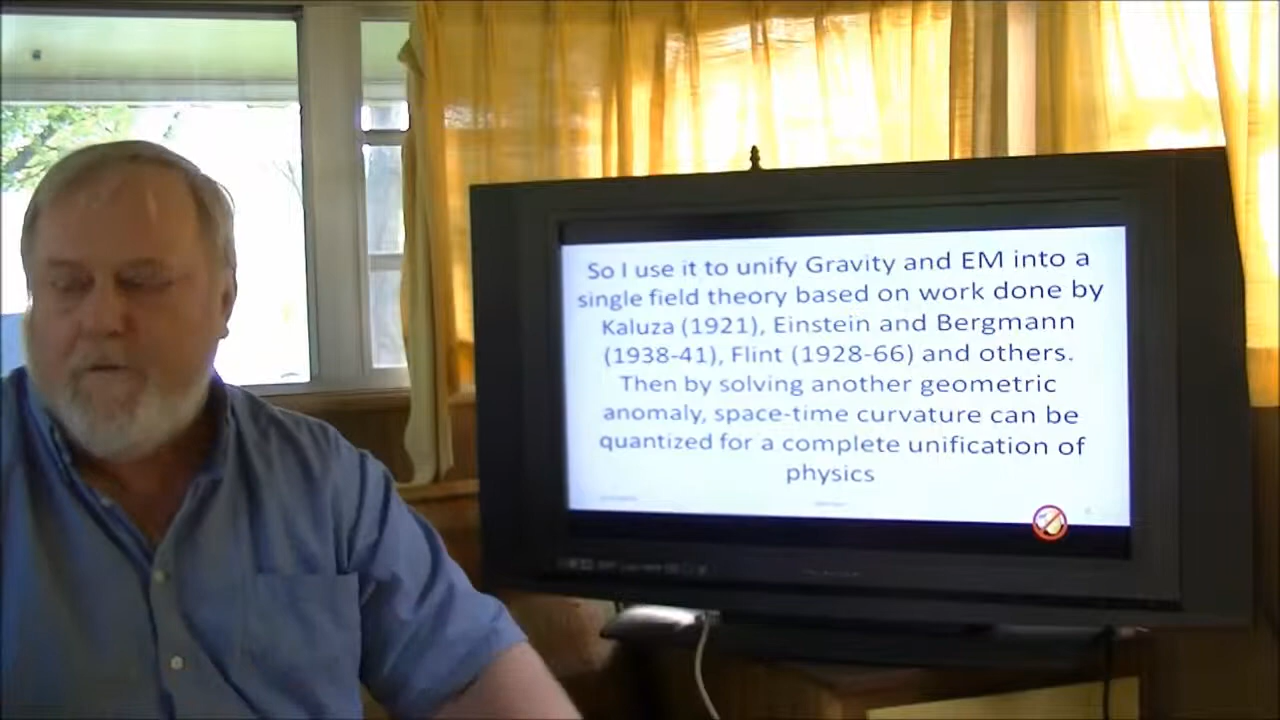 So I use it to unify Gravity and EM into a
single field theory based on work done by
Kaluza (1921), Einstein and Bergmann
(1938-41), Flint (1928-66) and others.
Then by solving another geometric
anomaly, space-time curvature can be
quantized for a complete unification of
physics